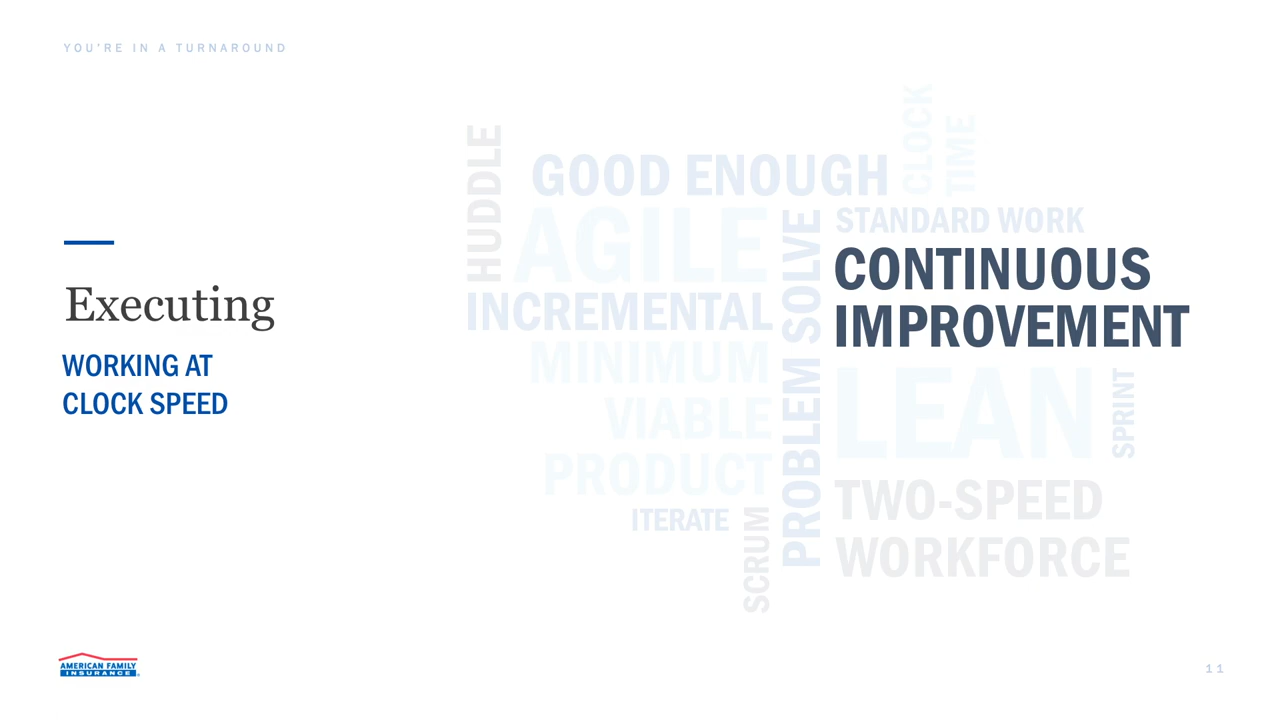 YOU'RE IN A TURNAROUND
Executing
WORKING AT
CLOCK SPEED
HUDDLE
GOOD ENOUGH
CLOCK
TIME
AGILE
STANDARD WORK
CONTINUOUS
IMPROVEMENT
INCREMENTAL
PROBLEM SOLVE
MINIMUM
VIABLE
PRODUCT
LEAN
SPRINT
ITERATE
SCRUM
TWO-SPEED
WORKFORCE
AMERICAN FAMILY
INSURANCE
11